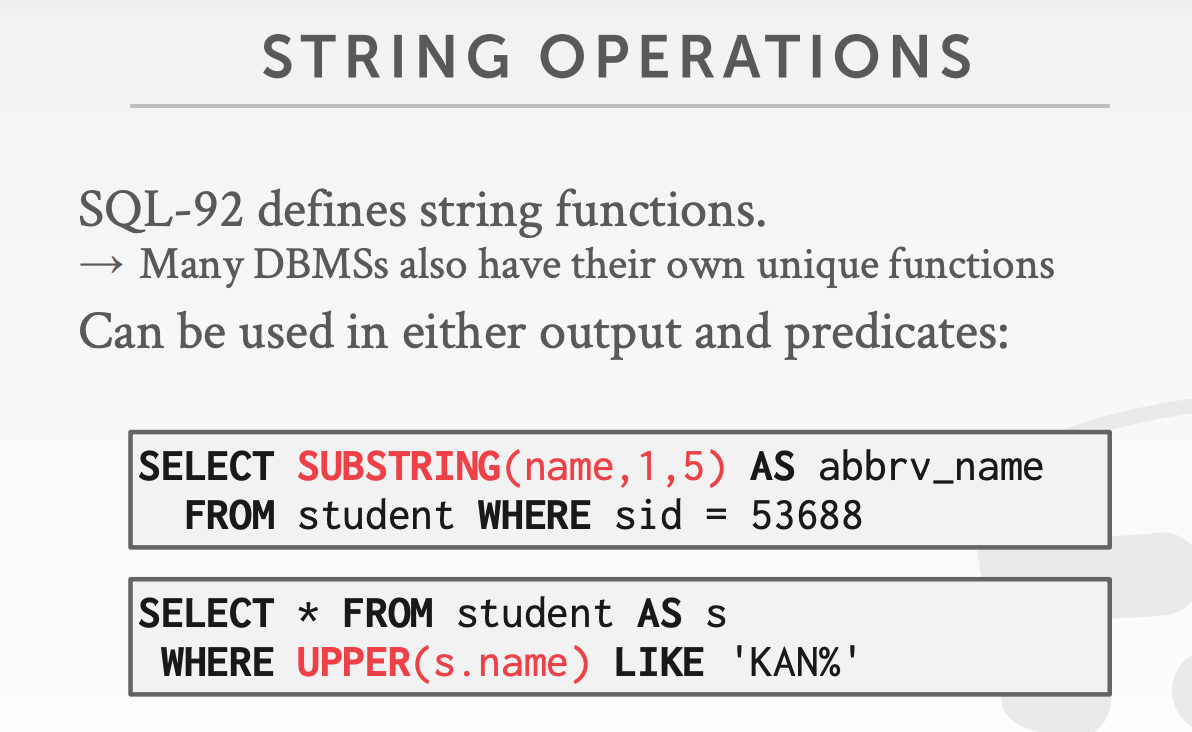 STRING OPERATIONS
SQL-92 defines string functions.
→ Many DBMSs also have their own unique functions
Can be used in either output and predicates:
SELECT SUBSTRING(name,1,5) AS abbrv_name
FROM student WHERE sid = 53688
SELECT * FROM student AS s
WHERE UPPER(s.name) LIKE 'KAN%'